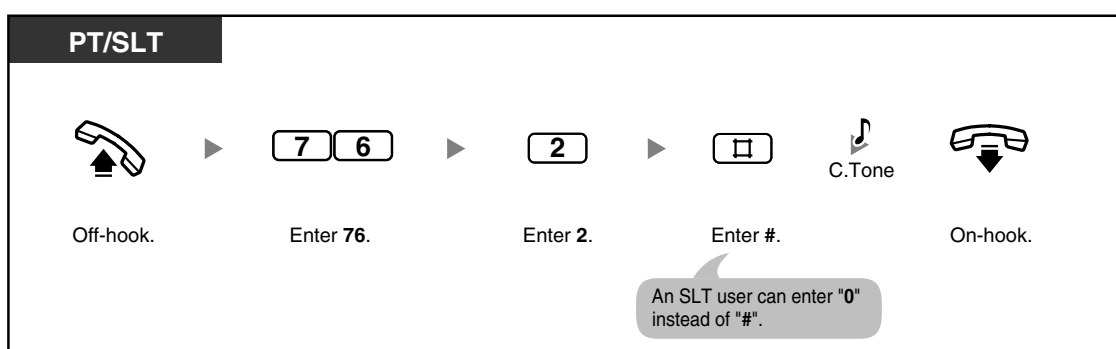 PT/SLT
7 6
2
#
C.Tone
Off-hook.
Enter 76.
Enter 2.
Enter #.
On-hook.
An SLT user can enter "0"
instead of "#".